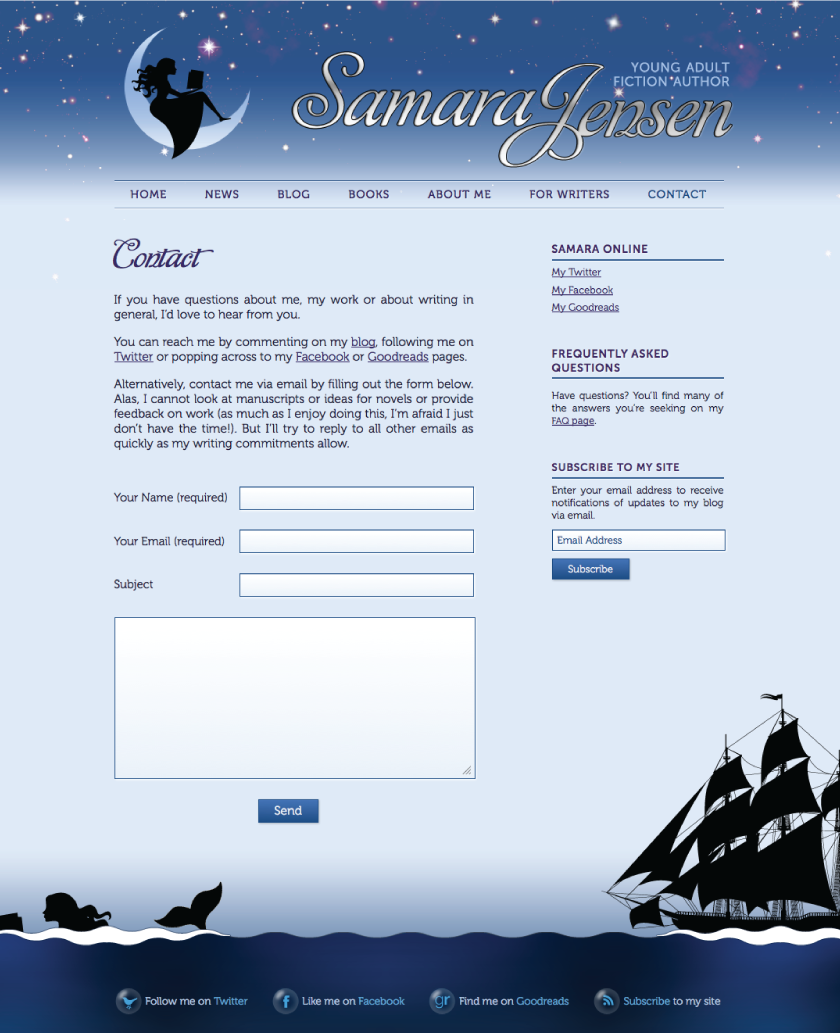 YOUNG ADULT
FICTION AUTHOR
Samara Jensen
HOME NEWS BLOG BOOKS ABOUT ME FOR WRITERS CONTACT
Contact
If you have questions about me, my work or about writing in
general, I'd love to hear from you.
You can reach me by commenting on my blog, following me on
Twitter or popping across to my Facebook or Goodreads pages.
Alternatively, contact me via email by filling out the form below.
Alas, I cannot look at manuscripts or ideas for novels or provide
feedback on work (as much as I enjoy doing this, I'm afraid I just
don't have the time!). But I'll try to reply to all other emails as
quickly as my writing commitments allow.
Your Name (required)
Your Email (required)
Subject
Send
SAMARA ONLINE
My Twitter
My Facebook
My Goodreads
FREQUENTLY ASKED
QUESTIONS
Have questions? You'll find many of
the answers you're seeking on my
FAQ page.
SUBSCRIBE TO MY SITE
Enter your email address to receive
notifications of updates to my blog
via email.
Email Address
Subscribe
Follow me on Twitter
Like me on Facebook
gr Find me on Goodreads
Subscribe to my site